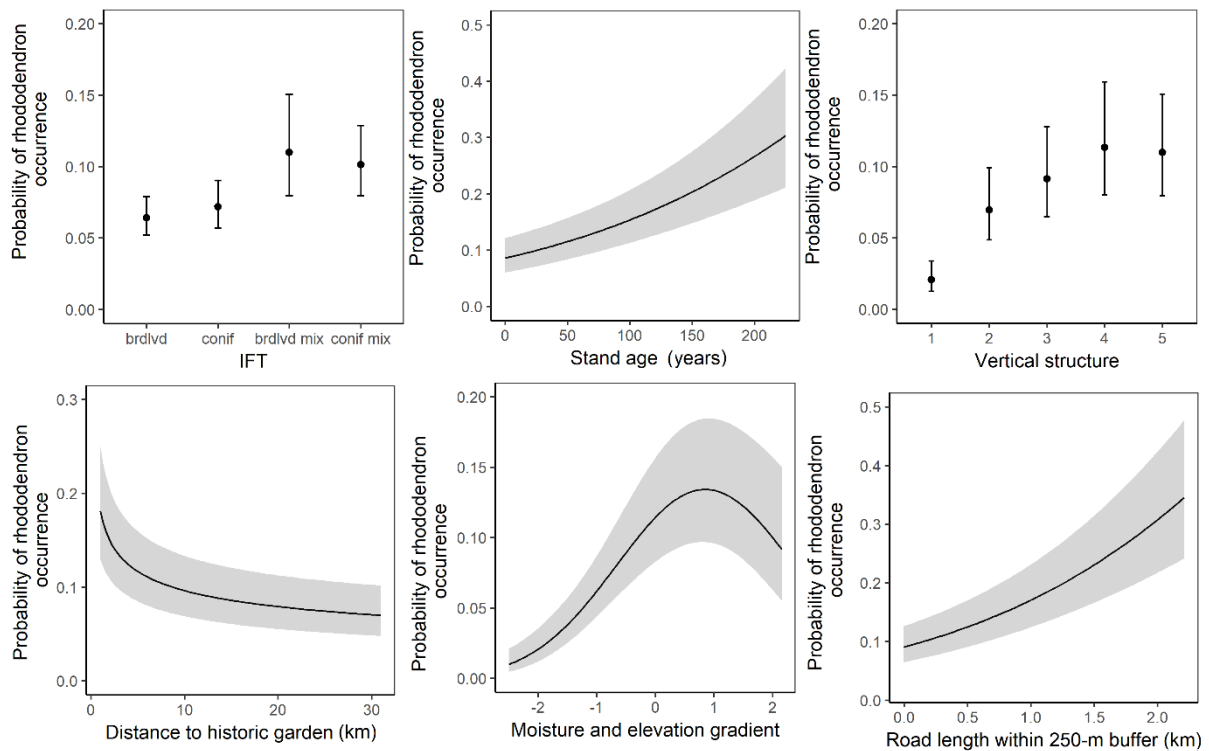 Probability of rhododendron
occurrence
0.20
0.15
0.10
0.05
0.00
brdlvd conif brdlvd mix conif mix
IFT
Probability of rhododendron
occurrence
0.5
0.4
0.3
0.2
0.1
0.0
0 50 100 150 200
Stand age (years)
Probability of rhododendron
occurrence
0.20
0.15
0.10
0.05
0.00
1 2 3 4 5
Vertical structure
Probability of rhododendron
occurrence
0.3
0.2
0.1
0.0
0 10 20 30
Distance to historic garden (km)
Probability of rhododendron
occurrence
0.20
0.15
0.10
0.05
0.00
-2 -1 0 1 2
Moisture and elevation gradient
Probability of rhododendron
occurrence
0.5
0.4
0.3
0.2
0.1
0.0
0.0 0.5 1.0 1.5 2.0
Road length within 250-m buffer (km)